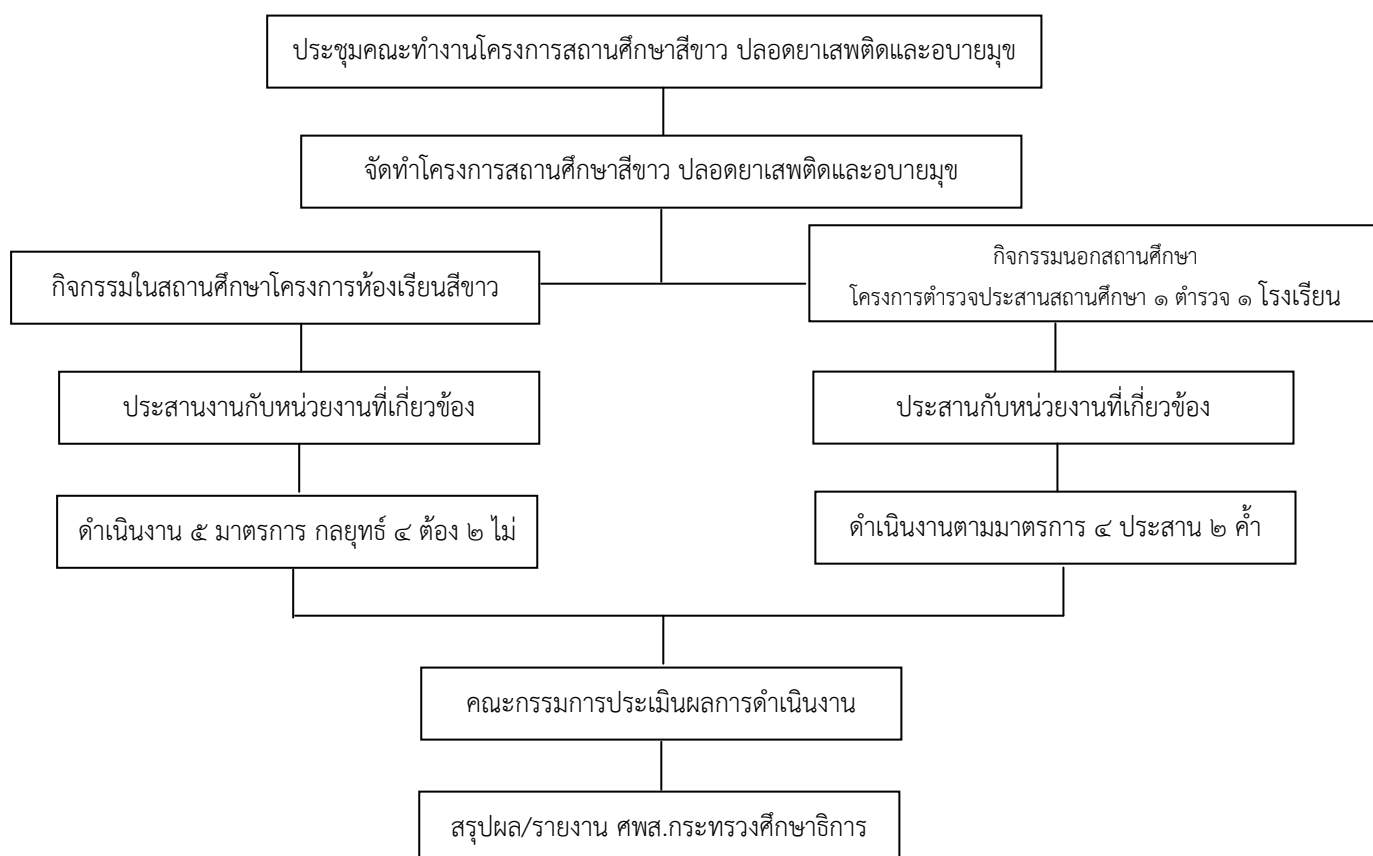 ประชุมคณะทำงานโครงการสถานศึกษาสีขาว ปลอดยาเสพติดและอบายมุข
จัดทำโครงการสถานศึกษาสีขาว ปลอดยาเสพติดและอบายมุข
กิจกรรมในสถานศึกษาโครงการห้องเรียนสีขาว
กิจกรรมนอกสถานศึกษา
โครงการตำรวจประสานสถานศึกษา ๑ ตำรวจ ๑ โรงเรียน
ประสานงานกับหน่วยงานที่เกี่ยวข้อง
ประสานกับหน่วยงานที่เกี่ยวข้อง
ดำเนินงาน ๕ มาตรการ กลยุทธ์ ๔ ต้อง ๒ ไม่
ดำเนินงานตามมาตรการ ๔ ประสาน ๒ ค้ำ
คณะกรรมการประเมินผลการดำเนินงาน
สรุปผล/รายงาน ศพส.กระทรวงศึกษาธิการ